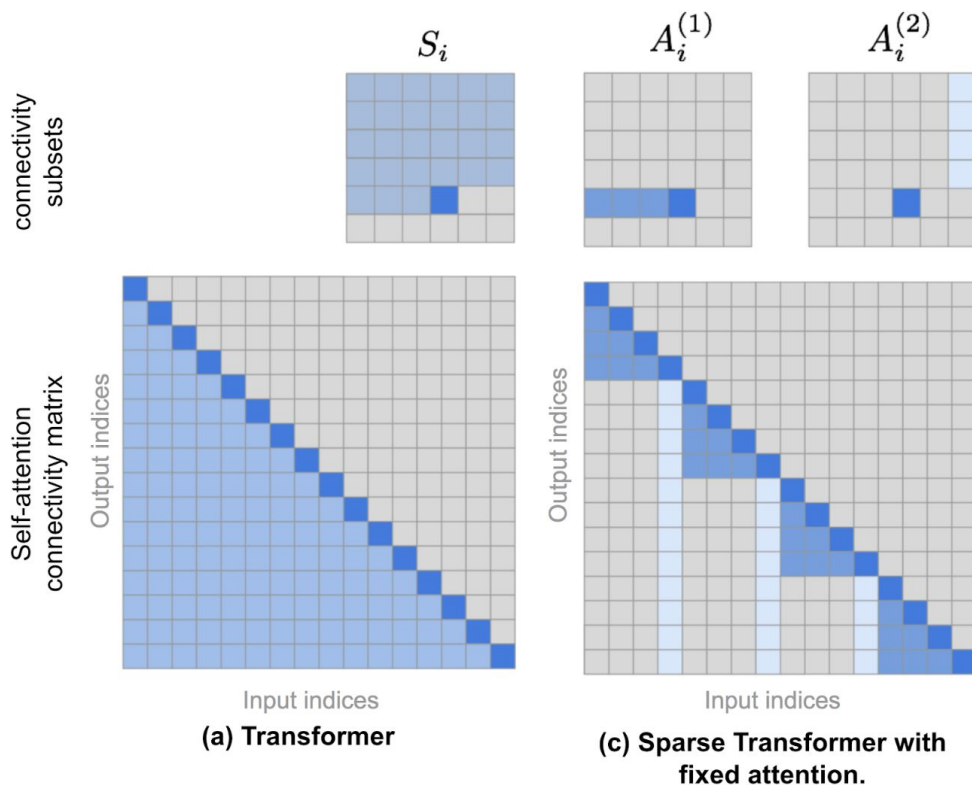 S_i
A_i^{(1)}
A_i^{(2)}
connectivity
subsets
Self-attention
connectivity matrix
Output indices
Output indices
Input indices
Input indices
(a) Transformer
(c) Sparse Transformer with
fixed attention.